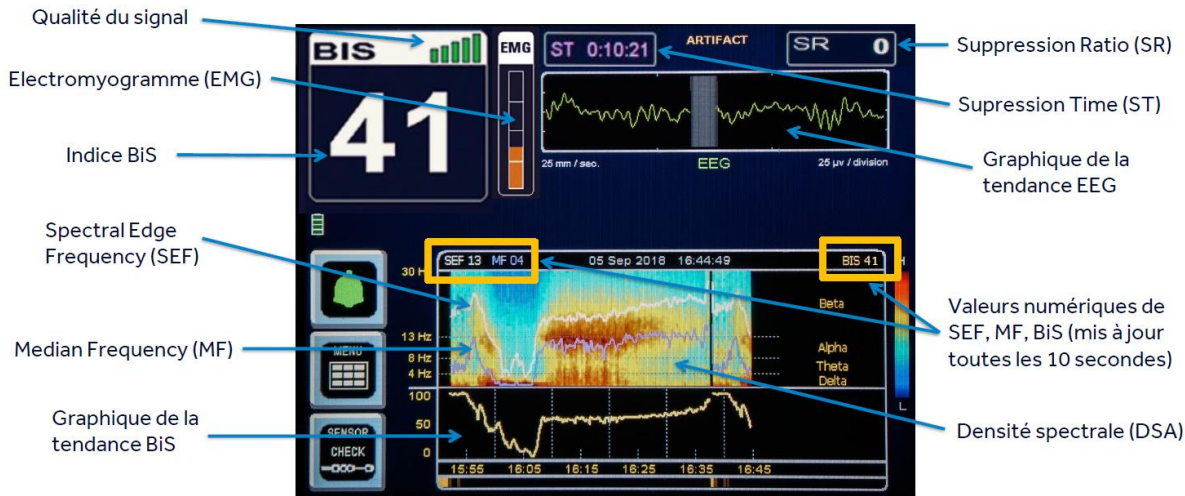 Qualité du signal
Electromyogramme (EMG)
Indice BiS
Spectral Edge
Frequency (SEF)
Median Frequency (MF)
Graphique de la
tendance BiS
BIS
41
EMG
ST 0:10:21
ARTIFACT
SR 0
25 mm / sec.
EEG
25 µv / division
MENU
SENSOR
CHECK
SEF 13 MF 04
05 Sep 2018 16:44:49
BIS 41
H
30 H
13 Hz
8 Hz
4 Hz
Beta
Alpha
Theta
Delta
L
100
50
0
15:55 16:05 16:15 16:25 16:35 16:45
Suppression Ratio (SR)
Supression Time (ST)
Graphique de la
tendance EEG
Valeurs numériques de
SEF, MF, BiS (mis à jour
toutes les 10 secondes)
Densité spectrale (DSA)